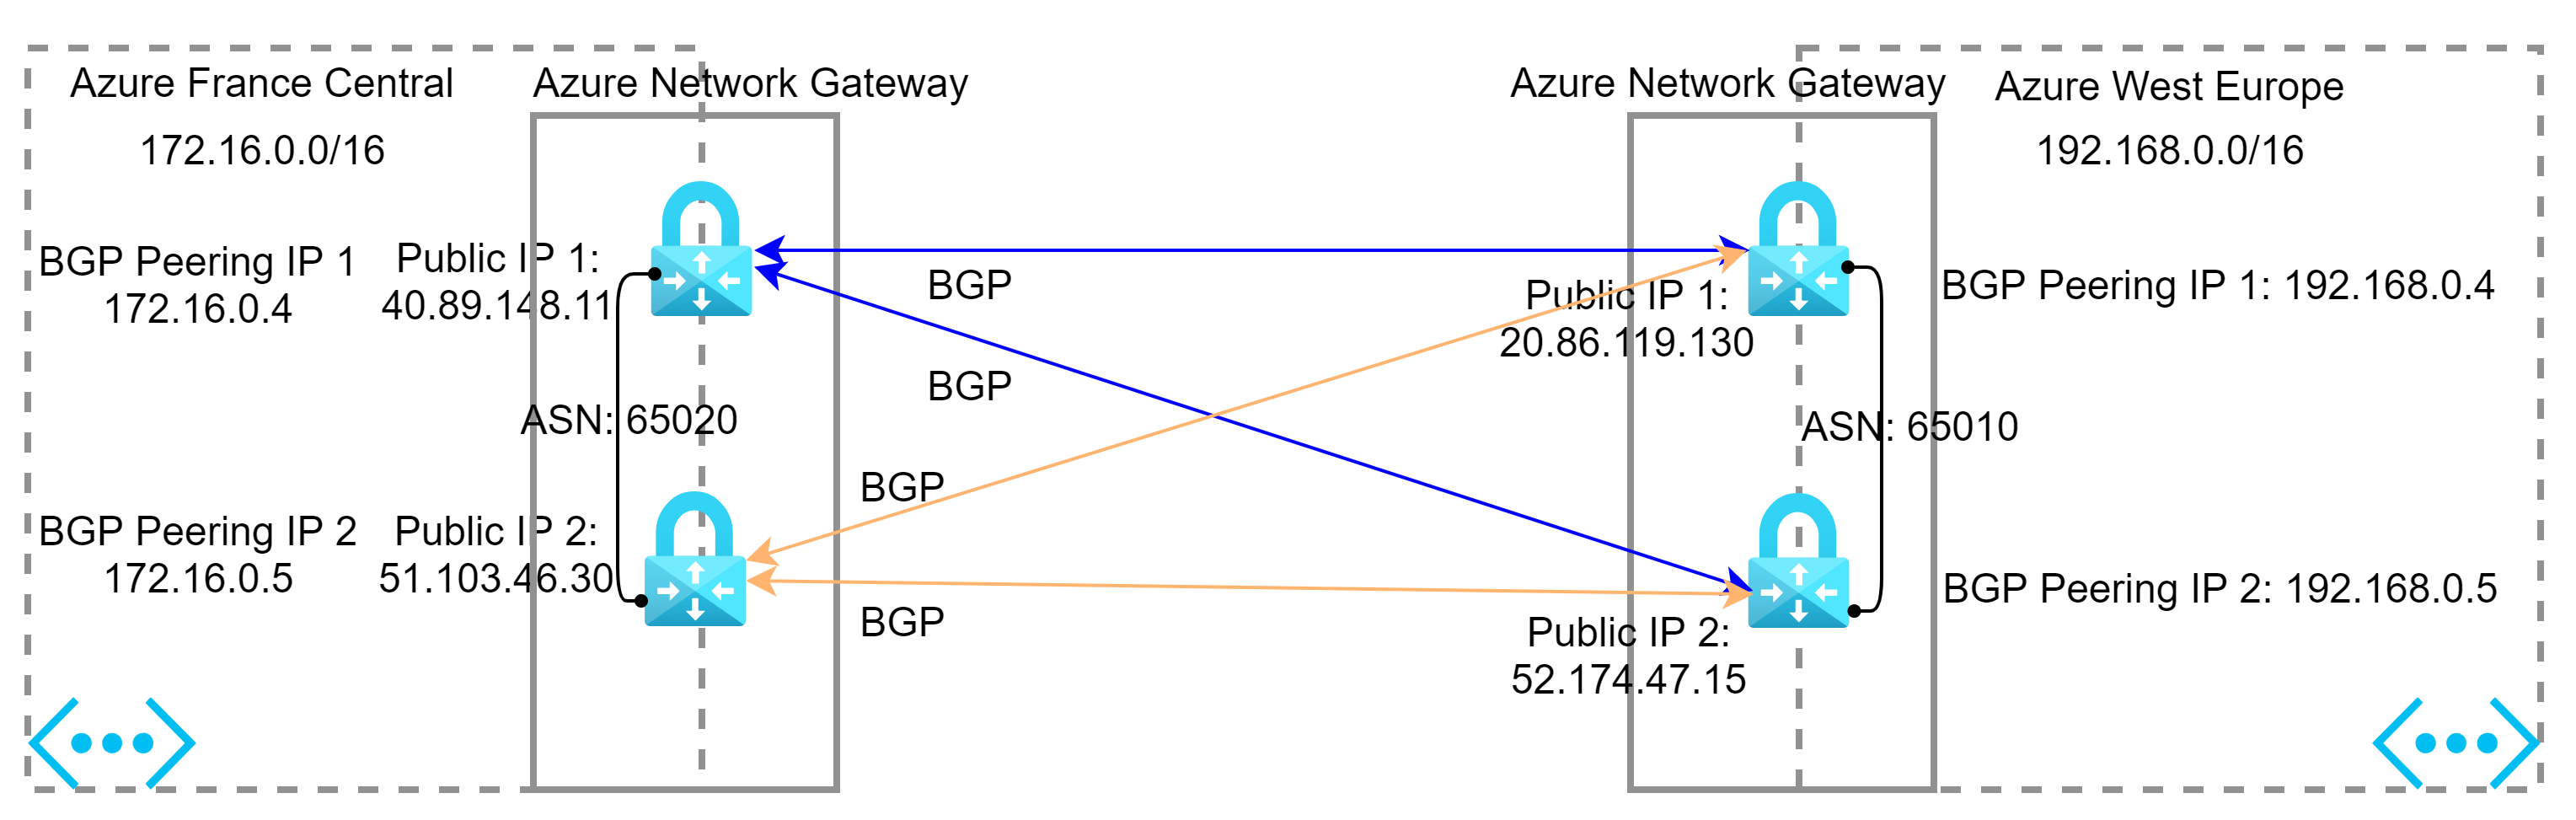 Azure France Central
172.16.0.0/16
Azure Network Gateway
BGP Peering IP 1
172.16.0.4
Public IP 1:
40.89.148.11
ASN: 65020
BGP Peering IP 2
172.16.0.5
Public IP 2:
51.103.46.30
BGP
BGP
BGP
BGP
Azure Network Gateway
Azure West Europe
192.168.0.0/16
Public IP 1:
20.86.119.130
BGP Peering IP 1: 192.168.0.4
ASN: 65010
BGP Peering IP 2: 192.168.0.5
Public IP 2:
52.174.47.15